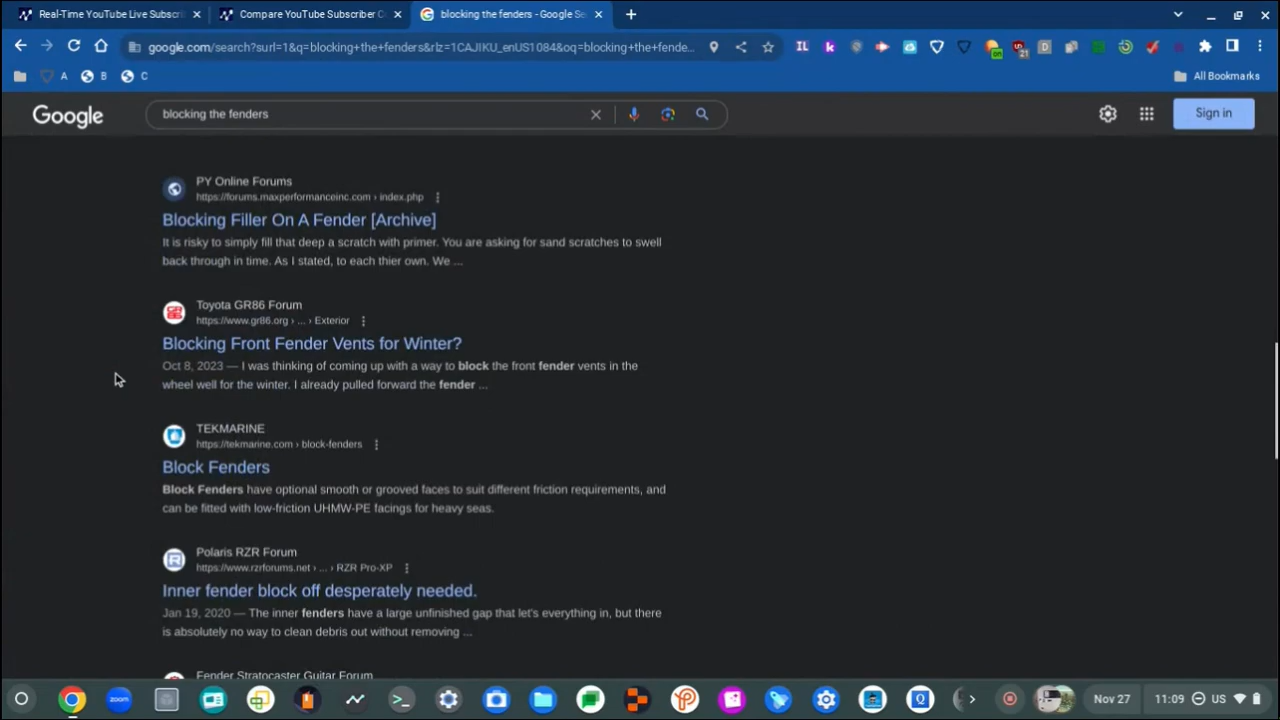 Real-Time YouTube Live Subscri
Compare YouTube Subscriber C
blocking the fenders - Google Se
google.com/search?surl=1&q=blocking+the+fenders&rlz=1CAJIKU_enUS1084&oq=blocking+the+fende...
A
B
C
All Bookmarks
Google
blocking the fenders
Sign in
PY Online Forums
https://forums.maxperformanceinc.com › index.php
Blocking Filler On A Fender [Archive]
It is risky to simply fill that deep a scratch with primer. You are asking for sand scratches to swell
back through in time. As I stated, to each thier own. We ...
Toyota GR86 Forum
https://www.gr86.org › ... › Exterior
Blocking Front Fender Vents for Winter?
Oct 8, 2023 — I was thinking of coming up with a way to block the front fender vents in the
wheel well for the winter. I already pulled forward the fender ...
TEKMARINE
https://tekmarine.com › block-fenders
Block Fenders
Block Fenders have optional smooth or grooved faces to suit different friction requirements, and
can be fitted with low-friction UHMW-PE facings for heavy seas.
Polaris RZR Forum
https://www.rzrforums.net › ... › RZR Pro-XP
Inner fender block off desperately needed.
Jan 19, 2020 — The inner fenders have a large unfinished gap that let's everything in, but there
is absolutely no way to clean debris out without removing ...
Fender Stratocaster Guitar Forum
zoom
Nov 27
11:09
US